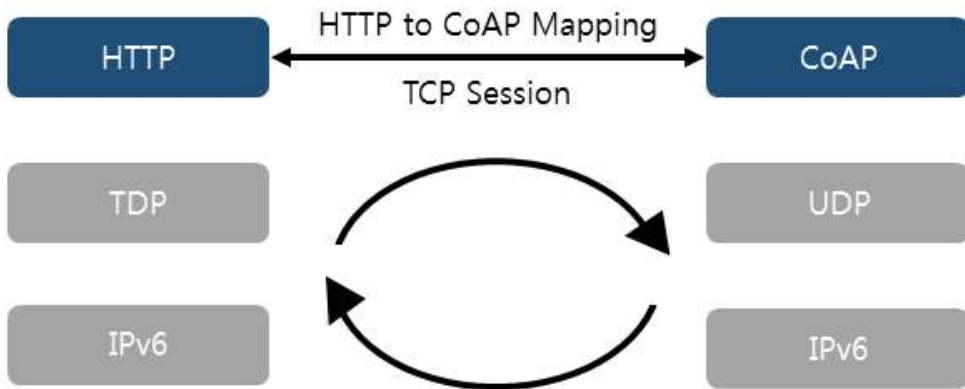 HTTP
HTTP to CoAP Mapping
CoAP
TCP Session
TDP
UDP
IPv6
IPv6